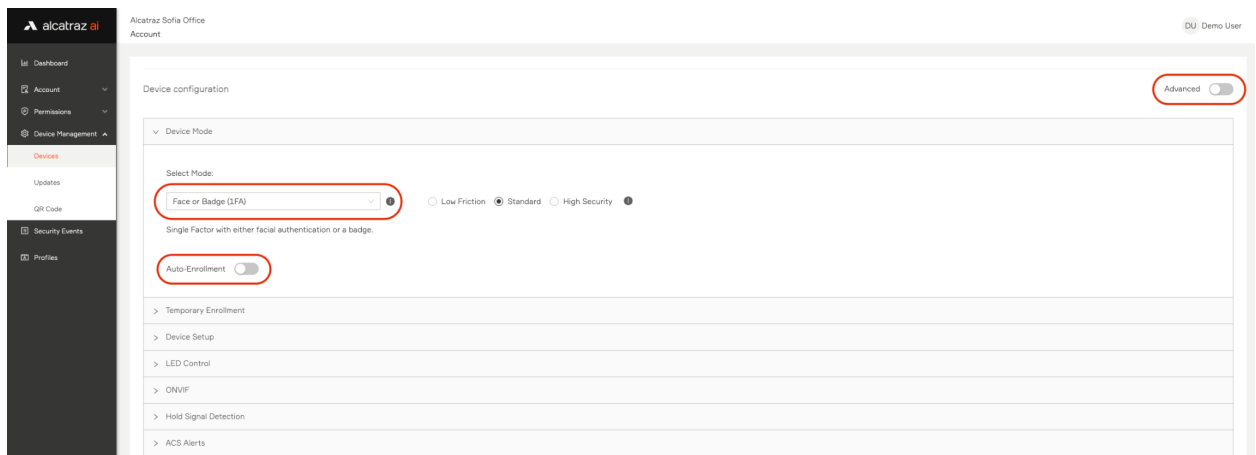 alcatraz ai
Alcatraz Sofia Office
Account
DU Demo User
Dashboard
Account
Permissions
Device Management
Devices
Updates
QR Code
Security Events
Profiles
Device configuration
Advanced
Device Mode
Select Mode:
Face or Badge (1FA)
Low Friction Standard High Security
Single Factor with either facial authentication or a badge.
Auto-Enrollment
Temporary Enrollment
Device Setup
LED Control
ONVIF
Hold Signal Detection
ACS Alerts